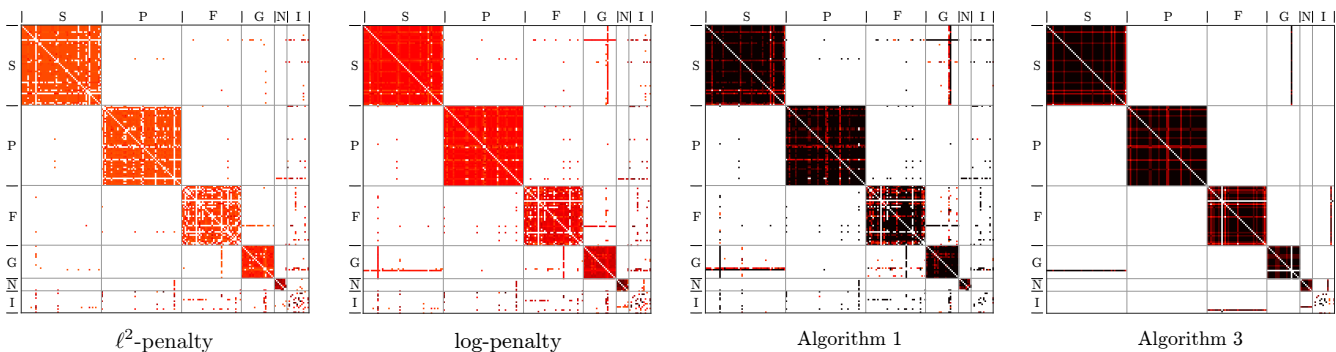 S P F G N I
S
P
F
G
N
I
ℓ²-penalty
S P F G N I
S
P
F
G
N
I
log-penalty
S P F G N I
S
P
F
G
N
I
Algorithm 1
S P F G N I
S
P
F
G
N
I
Algorithm 3